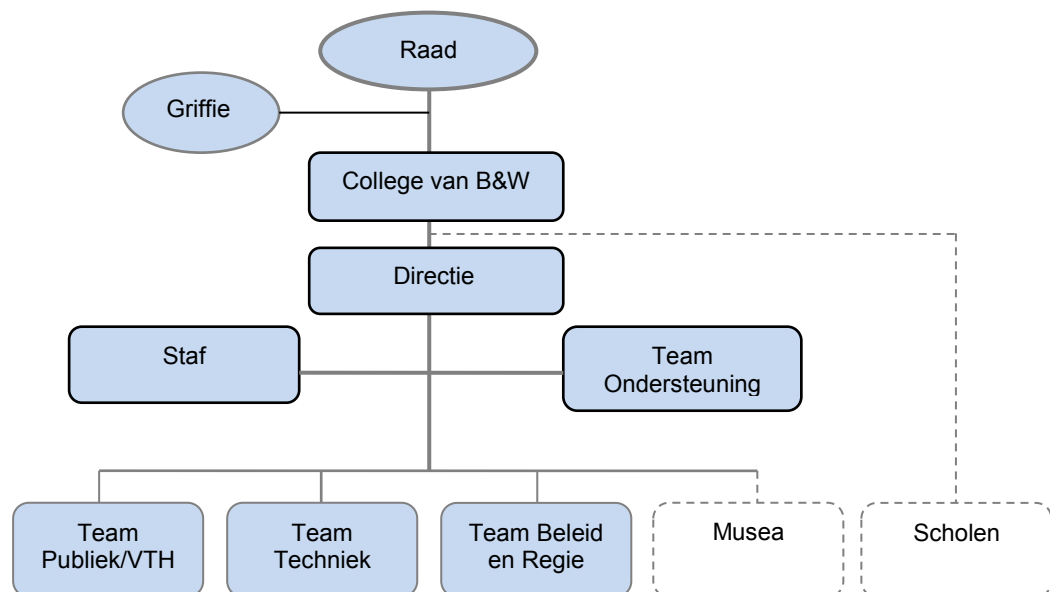 Raad
Griffie
College van B&W
Directie
Staf
Team
Ondersteuning
Team
Publiek/VTH
Team
Techniek
Team Beleid
en Regie
Musea
Scholen